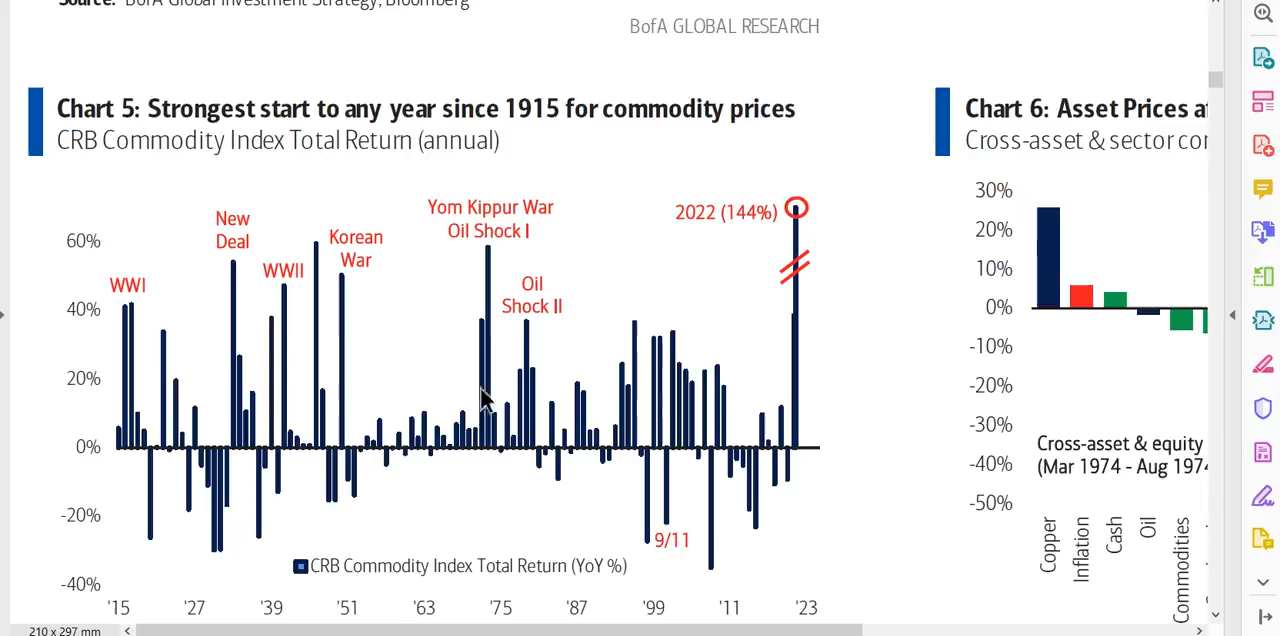 Source: BofA Global Investment Strategy, Bloomberg
BofA GLOBAL RESEARCH
Chart 5: Strongest start to any year since 1915 for commodity prices
CRB Commodity Index Total Return (annual)
60%
40%
20%
0%
-20%
-40%
WWI
New
Deal
WWII
Korean
War
Yom Kippur War
Oil Shock I
Oil
Shock II
2022 (144%)
9/11
CRB Commodity Index Total Return (YoY %)
'15 '27 '39 '51 '63 '75 '87 '99 '11 '23
Chart 6: Asset Prices
Cross-asset & sector
30%
20%
10%
0%
-10%
-20%
-30%
-40%
-50%
Cross-asset & equity
(Mar 1974 - Aug 1974
Copper
Inflation
Cash
Oil
Commodities
210 x 297 mm